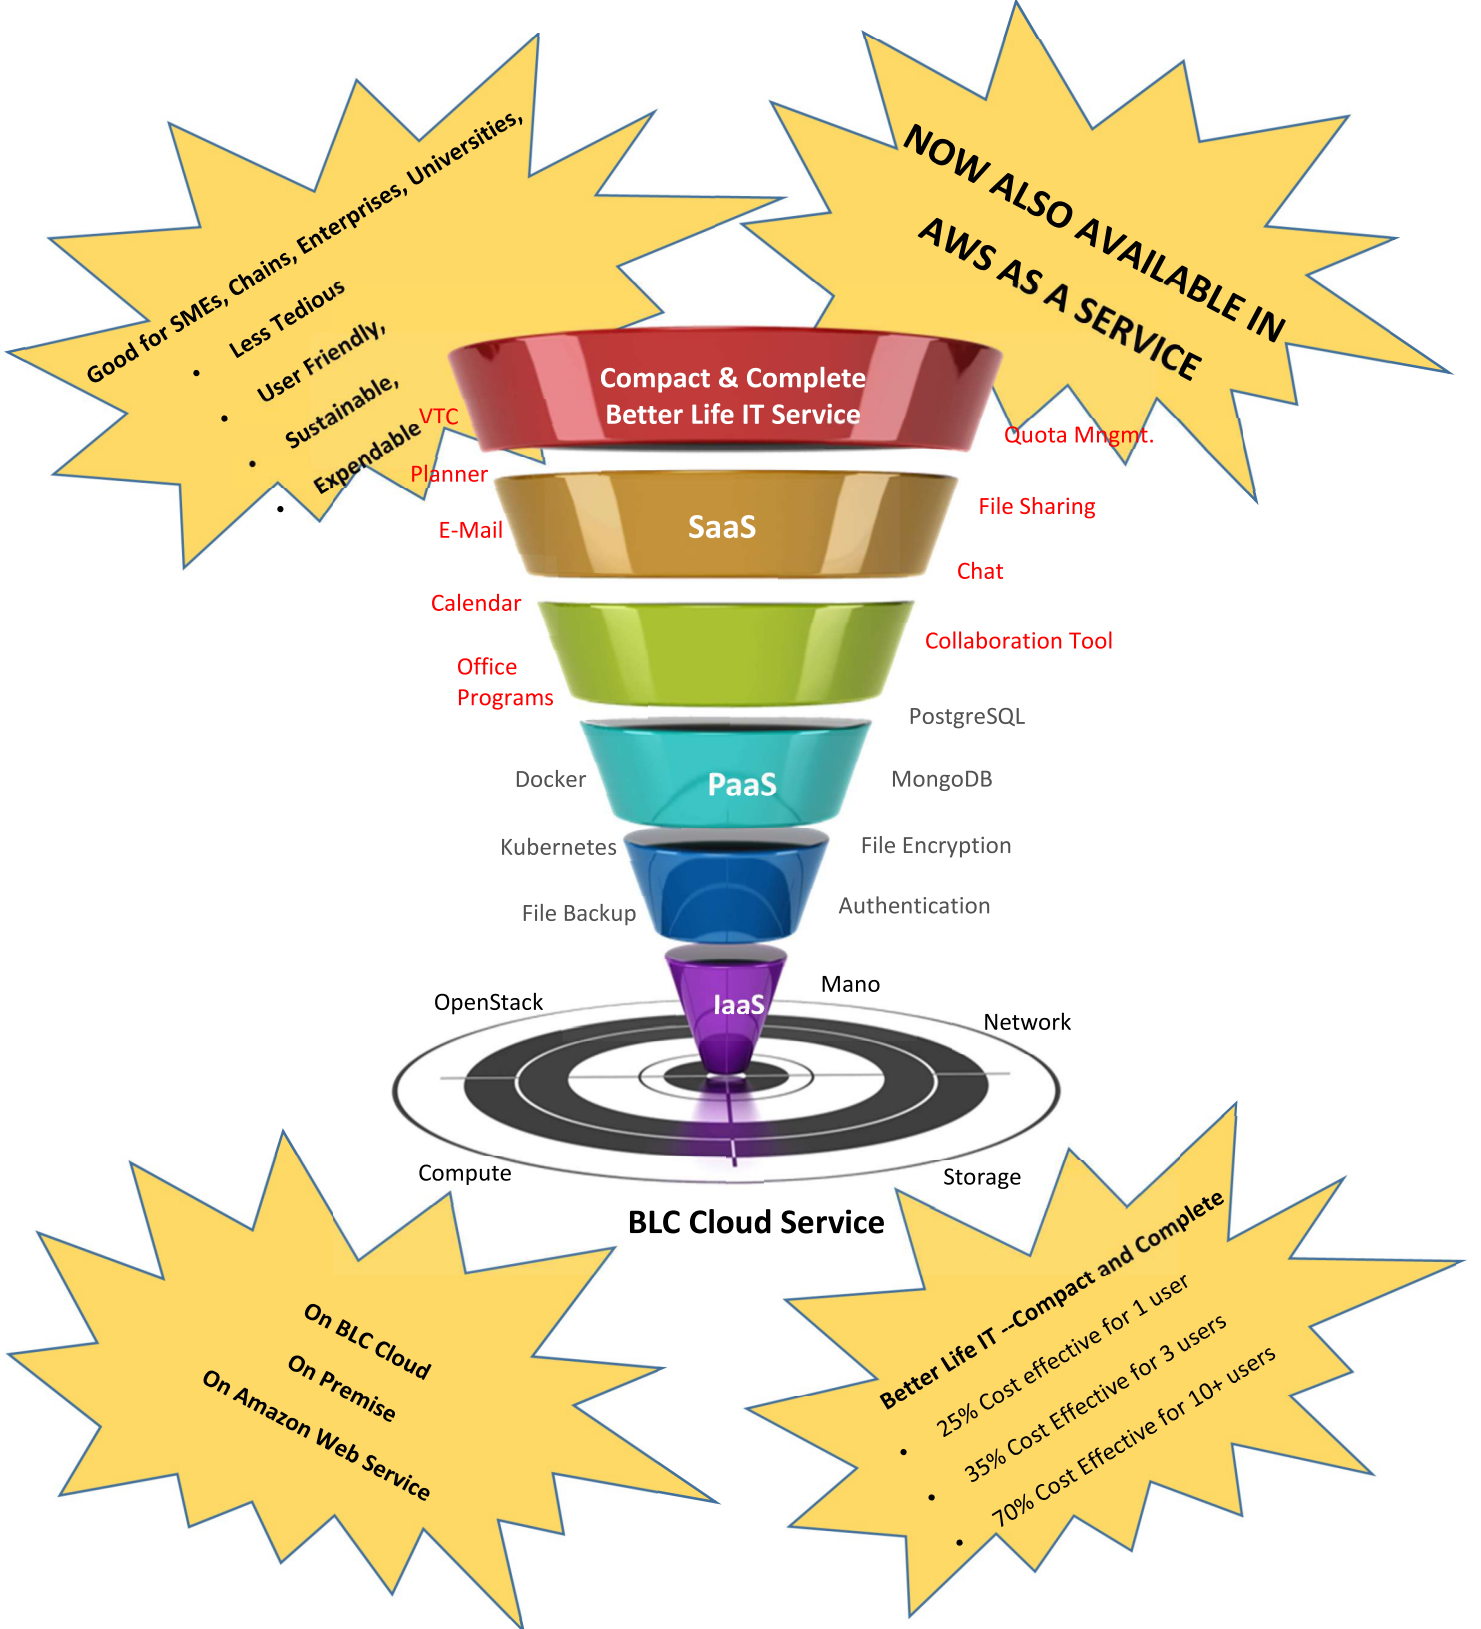 Good for SMEs, Chains, Enterprises, Universities,
• Less Tedious
• User Friendly,
• Sustainable,
• Expendable
NOW ALSO AVAILABLE IN
AWS AS A SERVICE
Compact & Complete
Better Life IT Service
VTC
Quota Mngmt.
Planner
SaaS
File Sharing
E-Mail
Chat
Calendar
Collaboration Tool
Office
Programs
PostgreSQL
Docker
PaaS
MongoDB
Kubernetes
File Encryption
File Backup
Authentication
Mano
OpenStack
IaaS
Network
Compute
Storage
BLC Cloud Service
On BLC Cloud
On Premise
On Amazon Web Service
Better Life IT --Compact and Complete
• 25% Cost effective for 1 user
• 35% Cost Effective for 3 users
• 70% Cost Effective for 10+ users